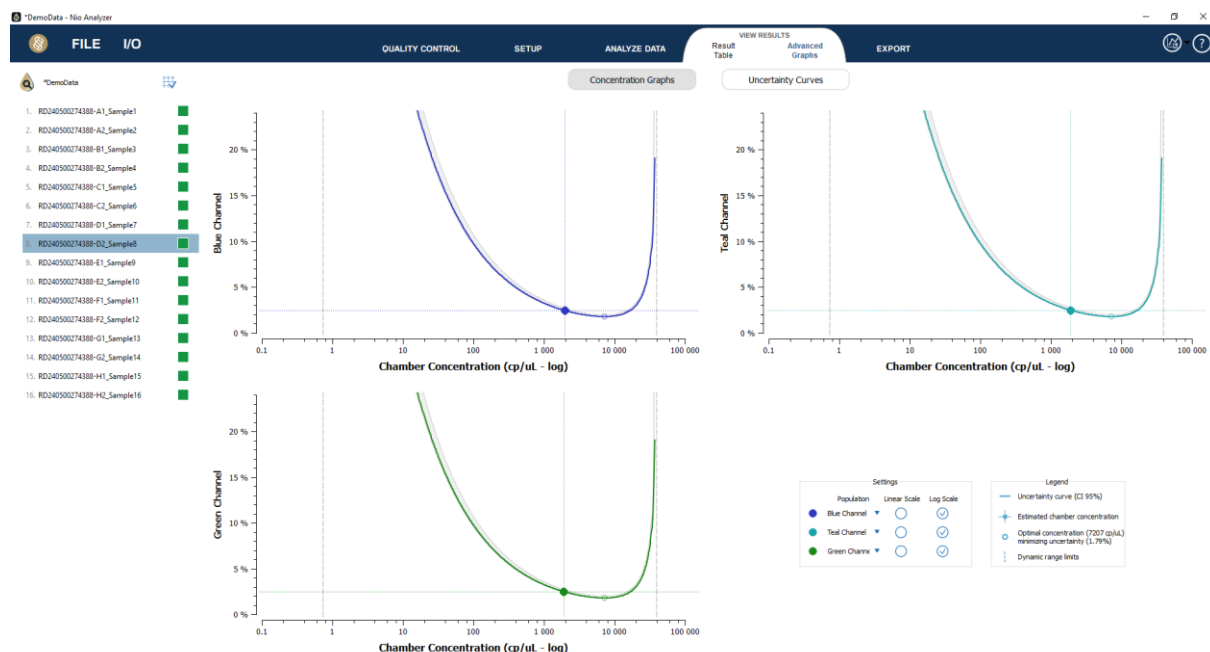 *DemoData - Nio Analyzer
FILE I/O
QUALITY CONTROL
SETUP
ANALYZE DATA
VIEW RESULTS
Result Table
Advanced Graphs
EXPORT
?
*DemoData
Concentration Graphs
Uncertainty Curves
1. RD240500274388-A1_Sample1
2. RD240500274388-A2_Sample2
3. RD240500274388-B1_Sample3
4. RD240500274388-B2_Sample4
5. RD240500274388-C1_Sample5
6. RD240500274388-C2_Sample6
7. RD240500274388-D1_Sample7
8. RD240500274388-D2_Sample8
9. RD240500274388-E1_Sample9
10. RD240500274388-E2_Sample10
11. RD240500274388-F1_Sample11
12. RD240500274388-F2_Sample12
13. RD240500274388-G1_Sample13
14. RD240500274388-G2_Sample14
15. RD240500274388-H1_Sample15
16. RD240500274388-H2_Sample16
Blue Channel
20 %
15 %
10 %
5 %
0 %
0.1 1 10 100 1 000 10 000 100 000
Chamber Concentration (cp/uL - log)
Teal Channel
20 %
15 %
10 %
5 %
0 %
0.1 1 10 100 1 000 10 000 100 000
Chamber Concentration (cp/uL - log)
Green Channel
20 %
15 %
10 %
5 %
0 %
0.1 1 10 100 1 000 10 000 100 000
Chamber Concentration (cp/uL - log)
Settings
Population Linear Scale Log Scale
Blue Channel
Teal Channel
Green Channe
Legend
Uncertainty curve (CI 95%)
Estimated chamber concentration
Optimal concentration (7207 cp/uL)
minimizing uncertainty (1.79%)
Dynamic range limits